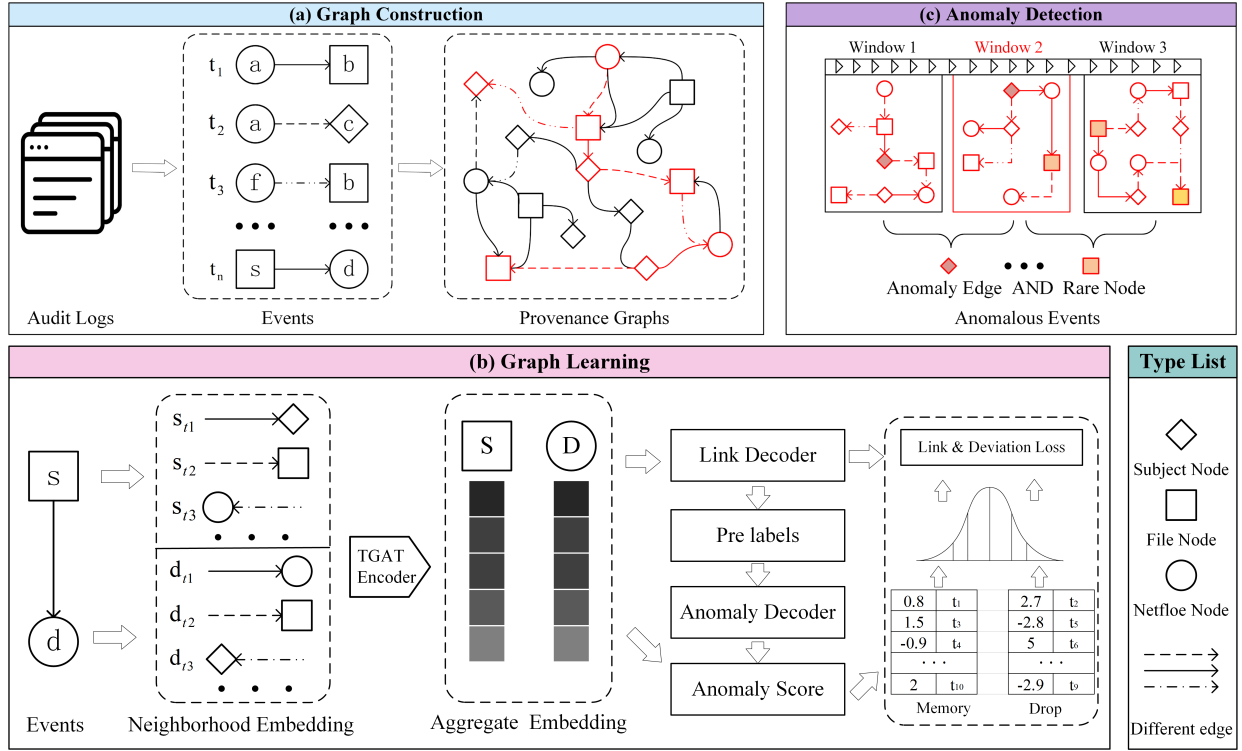 (a) Graph Construction
t1 a b
t2 a c
t3 f b
• • • • • •
tn s d
Audit Logs Events Provenance Graphs
(c) Anomaly Detection
Window 1 Window 2 Window 3
• • •
Anomaly Edge AND Rare Node
Anomalous Events
(b) Graph Learning
s
d
Events
st1
st2
st3
• • •
dt1
dt2
dt3
• • •
Neighborhood Embedding
TGAT
Encoder
S D
Aggregate Embedding
Link Decoder
Pre labels
Anomaly Decoder
Anomaly Score
Link & Deviation Loss
0.8 t1 2.7 t2
1.5 t3 -2.8 t5
-0.9 t4 5 t6
• • • • • •
2 t10 -2.9 t9
Memory Drop
Type List
Subject Node
File Node
Netfloe Node
Different edge